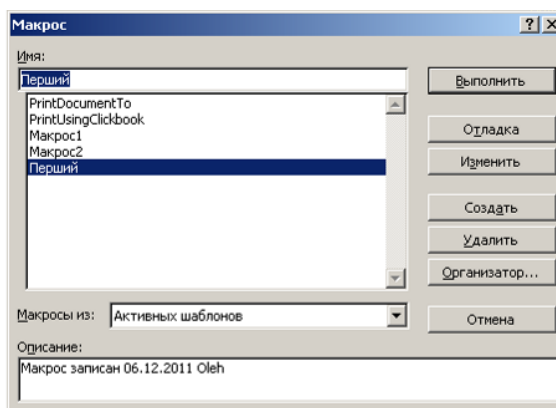 Макрос
Имя:
Перший
Выполнить
PrintDocumentTo
PrintUsingClickbook
Макрос1
Макрос2
Перший
Отладка
Изменить
Создать
Удалить
Организатор...
Макросы из:
Активных шаблонов
Отмена
Описание:
Макрос записан 06.12.2011 Oleh